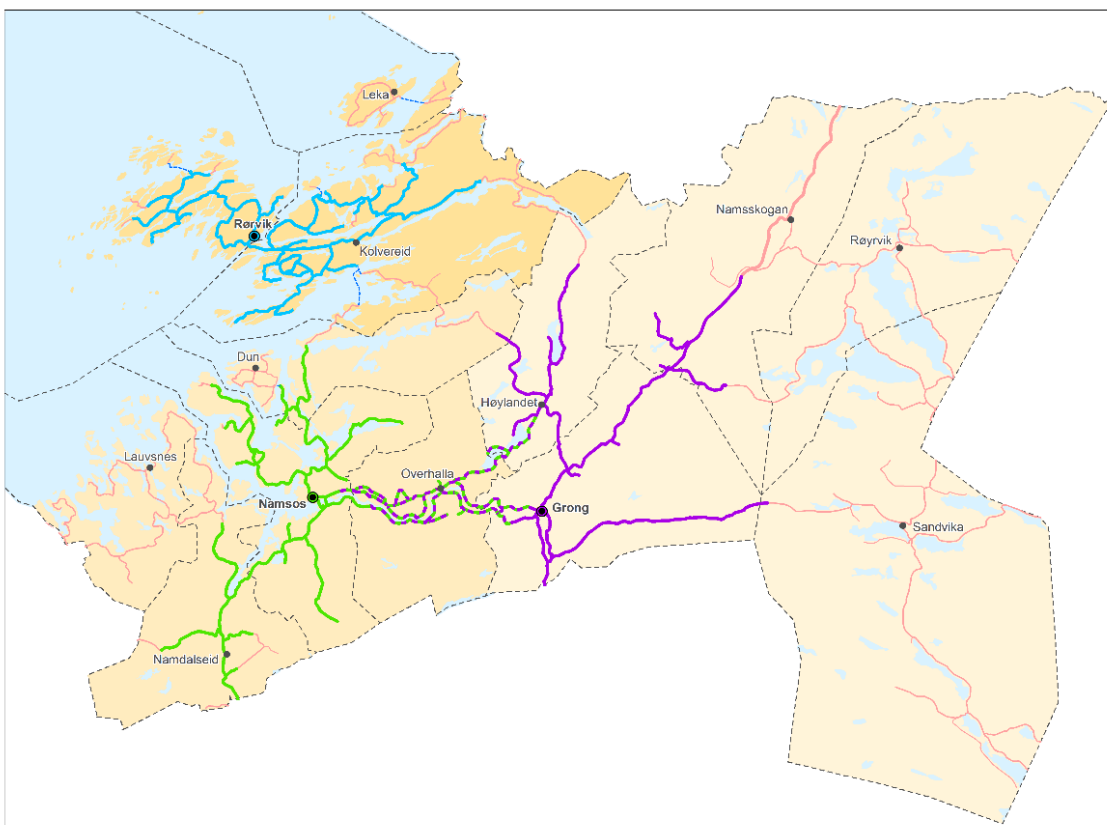 Leka
Namsskogan
Rørvik
Røyrvik
Kolvereid
Dun
Høylandet
Lauvsnes
Overhalla
Namsos
Grong
Sandvika
Namdalseid